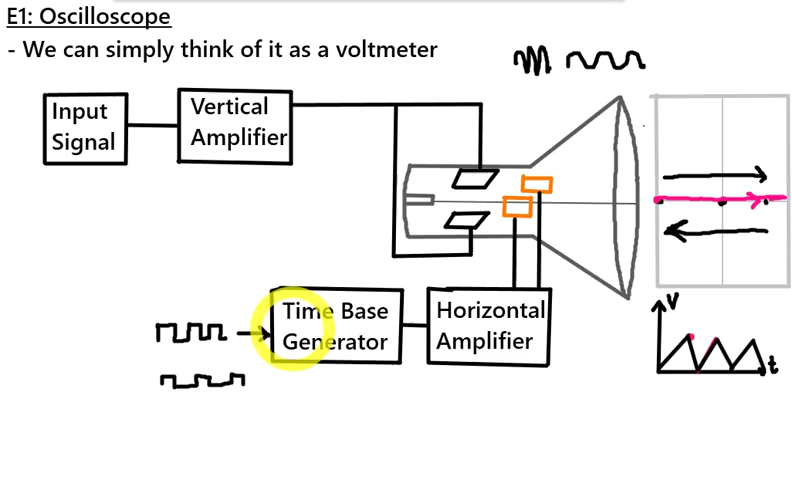 E1: Oscilloscope
- We can simply think of it as a voltmeter
Input
Signal
Vertical
Amplifier
Time Base
Generator
Horizontal
Amplifier
V
t